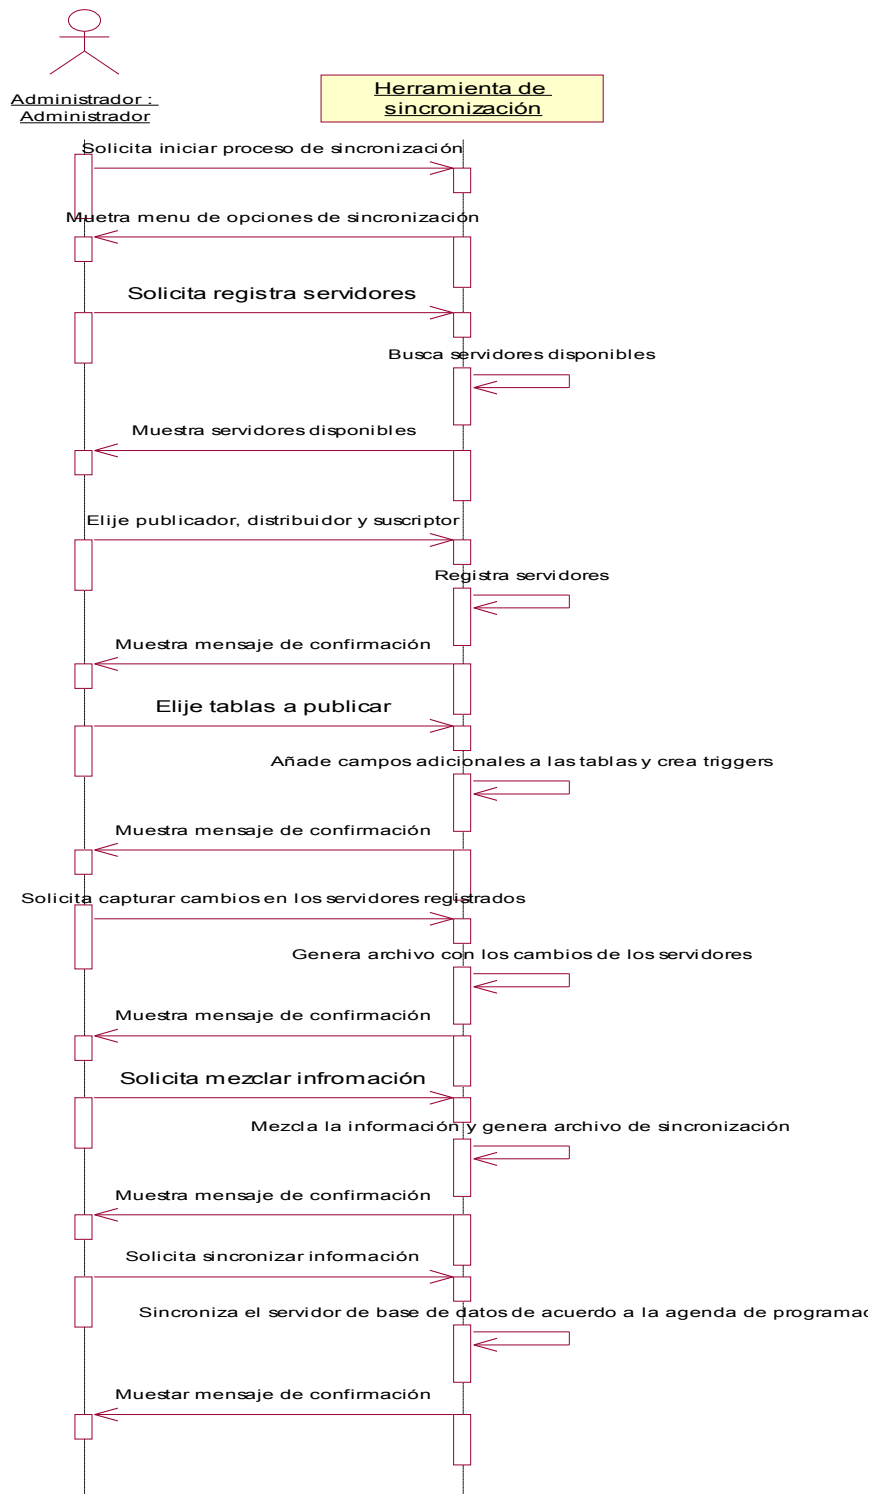 Administrador :
Administrador
Herramienta de
sincronización
Solicita iniciar proceso de sincronización
Muetra menu de opciones de sincronización
Solicita registra servidores
Busca servidores disponibles
Muestra servidores disponibles
Elije publicador, distribuidor y suscriptor
Registra servidores
Muestra mensaje de confirmación
Elije tablas a publicar
Añade campos adicionales a las tablas y crea triggers
Muestra mensaje de confirmación
Solicita capturar cambios en los servidores registrados
Genera archivo con los cambios de los servidores
Muestra mensaje de confirmación
Solicita mezclar infromación
Mezcla la información y genera archivo de sincronización
Muestra mensaje de confirmación
Solicita sincronizar información
Sincroniza el servidor de base de datos de acuerdo a la agenda de programac
Muestar mensaje de confirmación